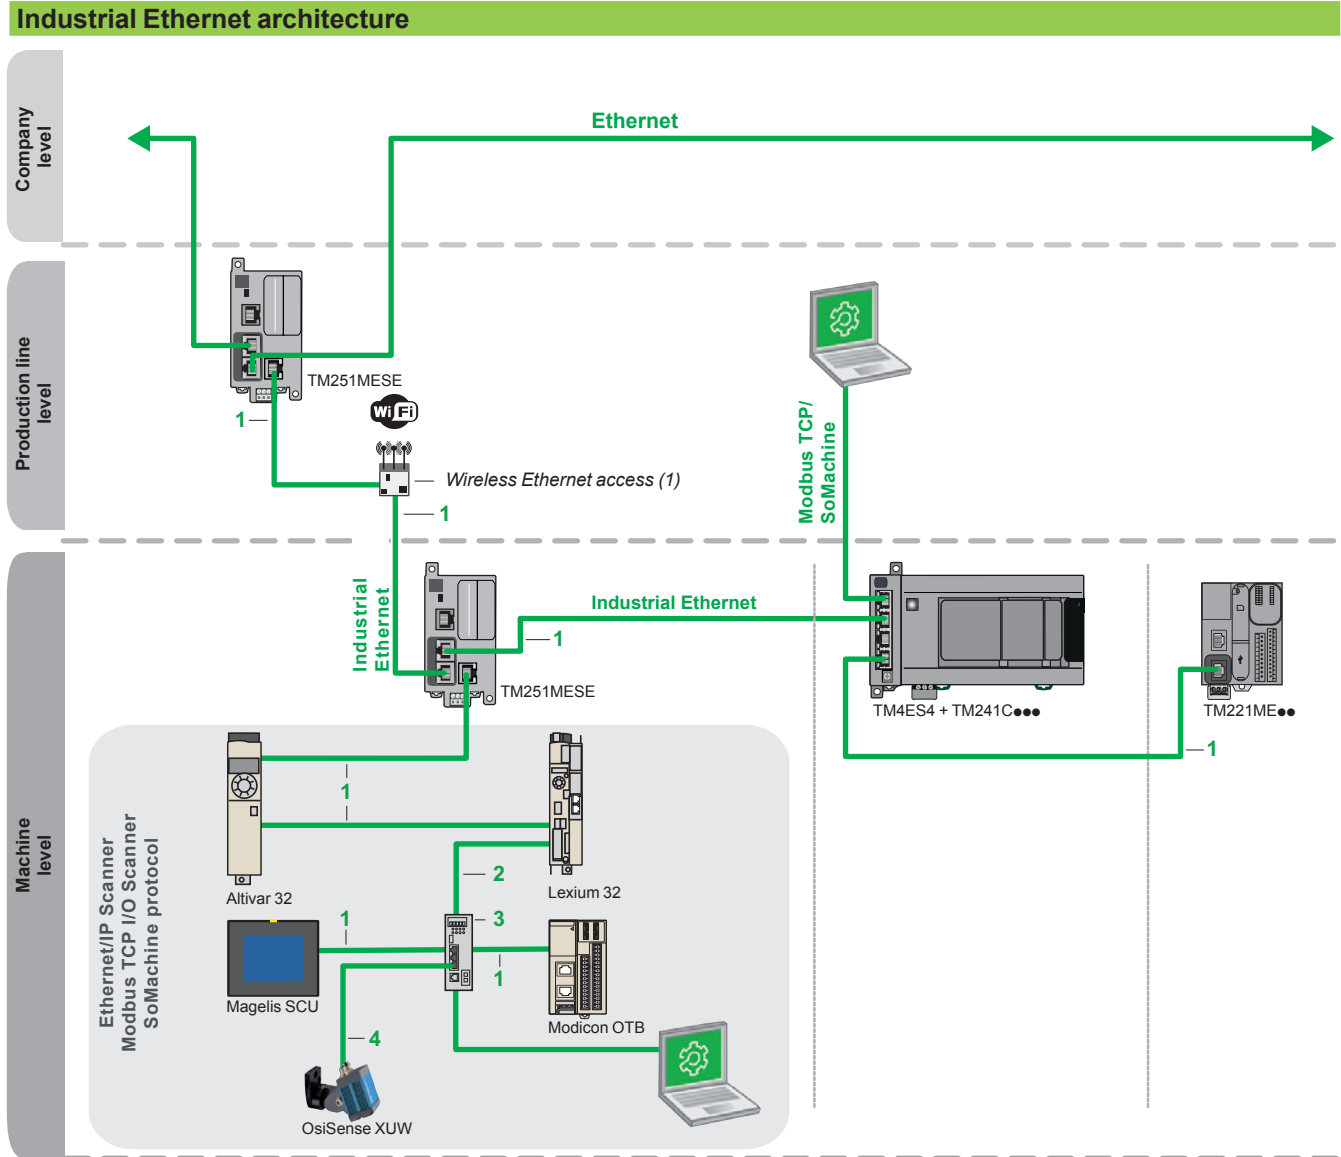 Industrial Ethernet architecture
Company
level
Ethernet
Production line
level
TM251MESE
1
Wi Fi
Wireless Ethernet access (1)
1
Modbus TCP/
SoMachine
Machine
level
Industrial
Ethernet
TM251MESE
Industrial Ethernet
1
TM4ES4 + TM241C●●●
TM221ME●●
1
Ethernet/IP Scanner
Modbus TCP I/O Scanner
SoMachine protocol
1
Altivar 32
2
Lexium 32
3
1
Magelis SCU
1
Modicon OTB
4
OsiSense XUW